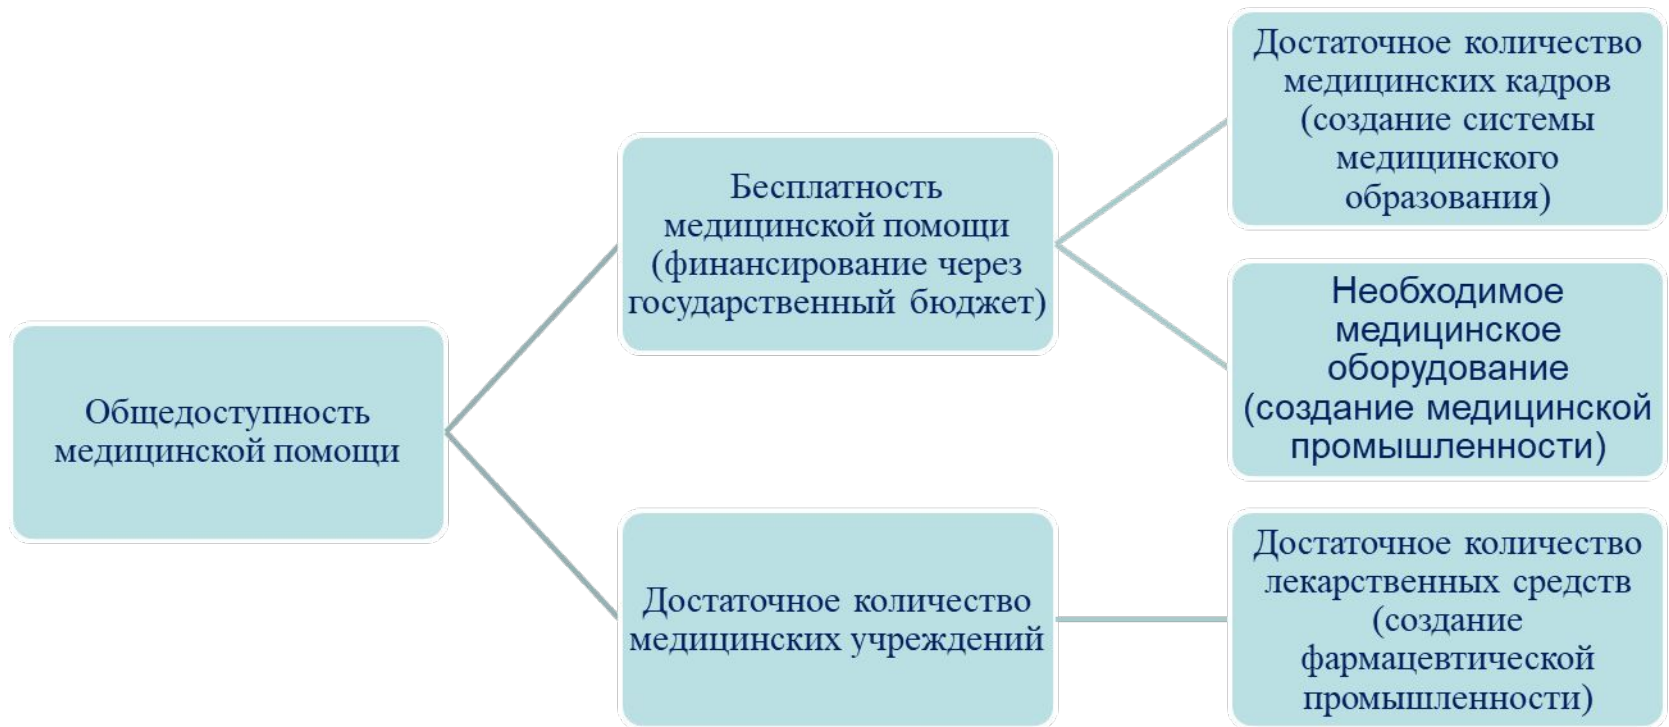 Общедоступность
медицинской помощи
Бесплатность
медицинской помощи
(финансирование через
государственный бюджет)
Достаточное количество
медицинских кадров
(создание системы
медицинского
образования)
Необходимое
медицинское
оборудование
(создание медицинской
промышленности)
Достаточное количество
медицинских учреждений
Достаточное количество
лекарственных средств
(создание
фармацевтической
промышленности)